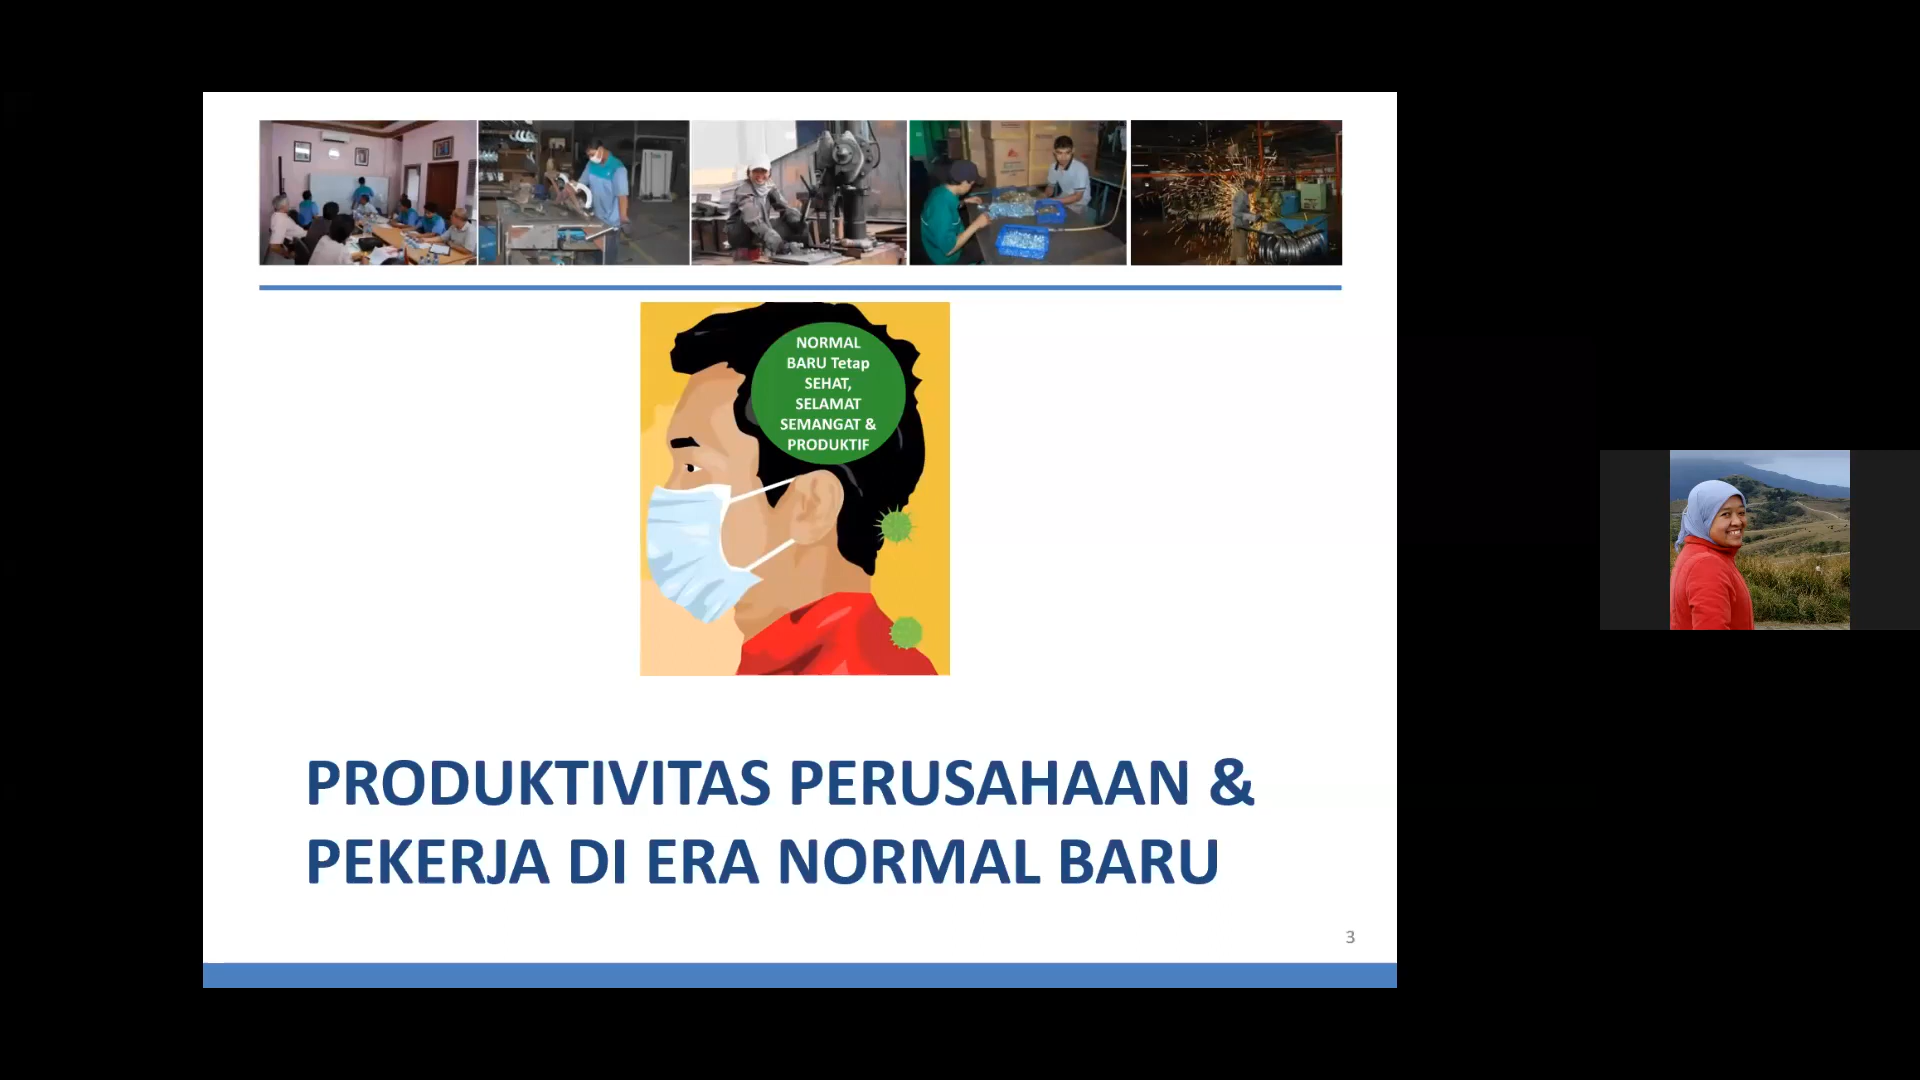 NORMAL
BARU Tetap
SEHAT,
SELAMAT
SEMANGAT &
PRODUKTIF
PRODUKTIVITAS PERUSAHAAN &
PEKERJA DI ERA NORMAL BARU
3